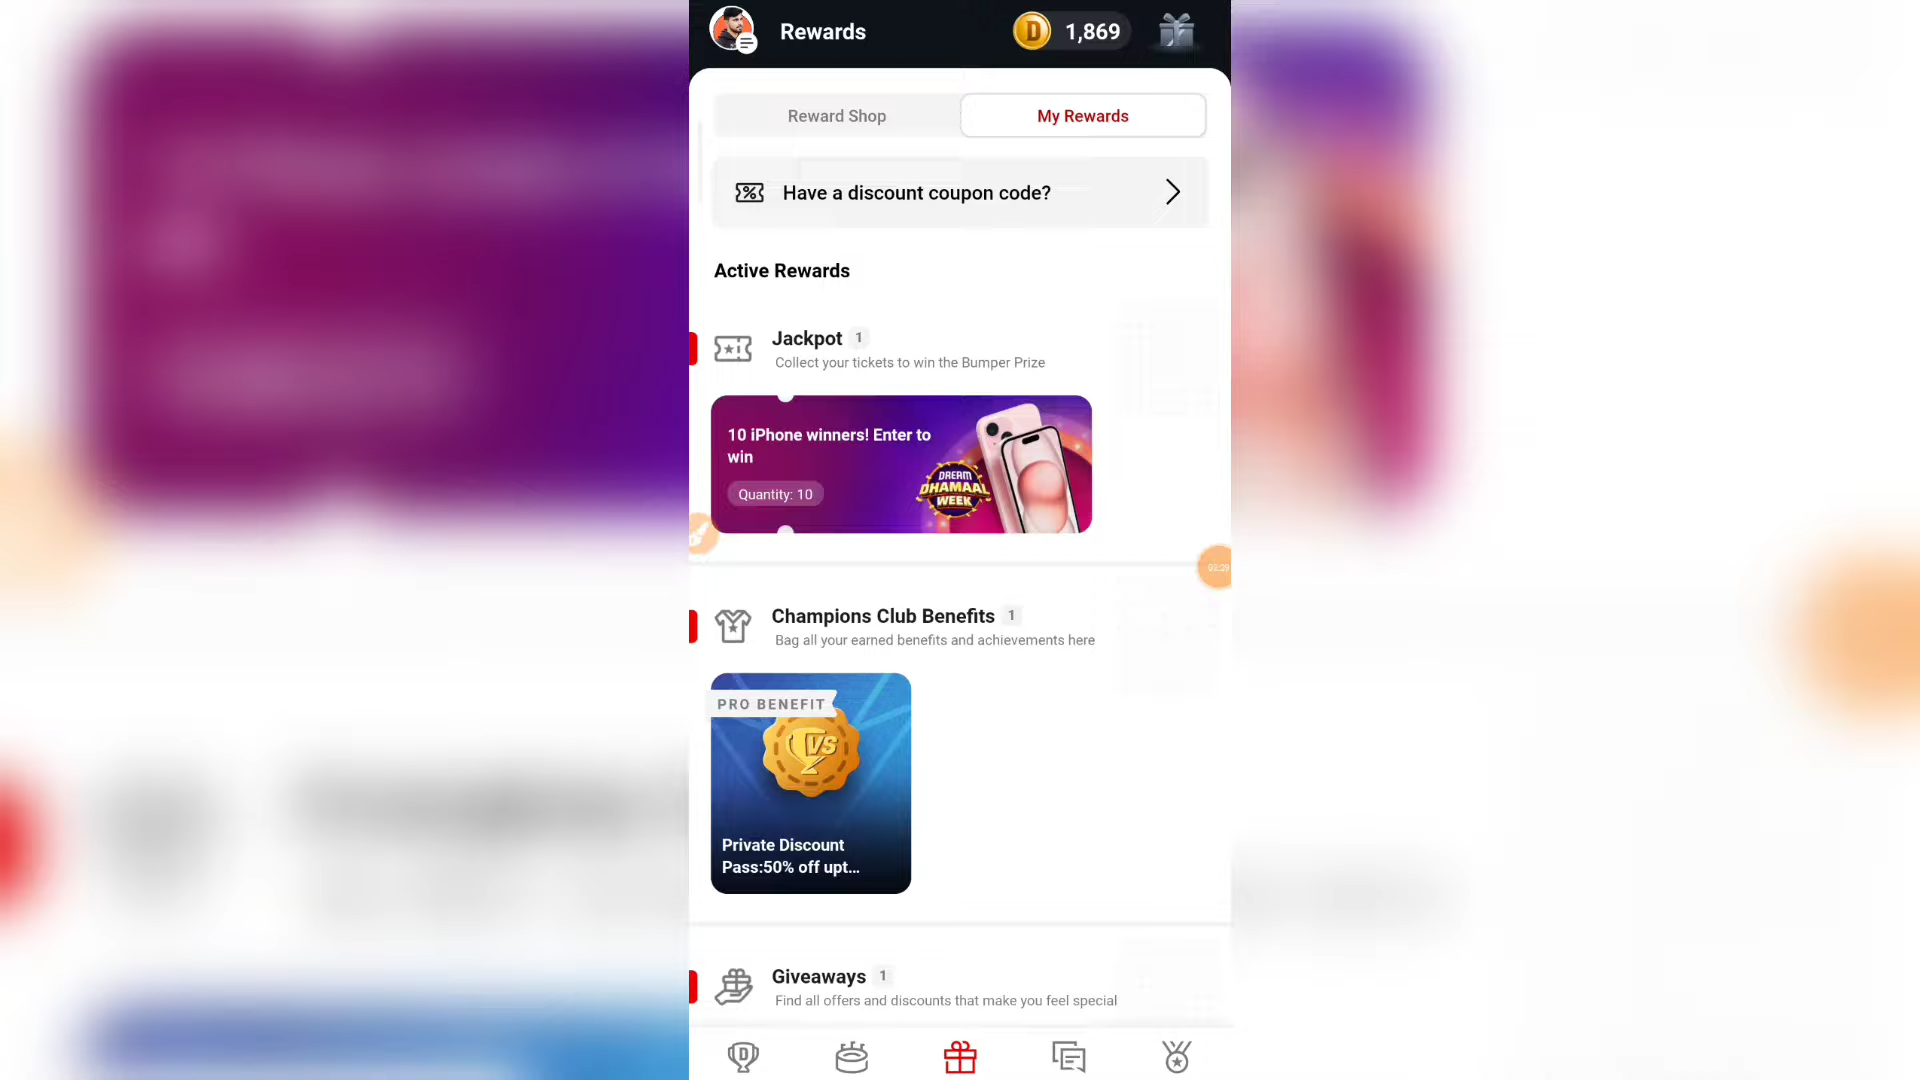 Rewards
D 1,869
Reward Shop
My Rewards
% Have a discount coupon code?
Active Rewards
Jackpot 1
Collect your tickets to win the Bumper Prize
10 iPhone winners! Enter to
win
Quantity: 10
DREAM
DHAMAAL
WEEK
Champions Club Benefits 1
Bag all your earned benefits and achievements here
PRO BENEFIT
VS
Private Discount
Pass:50% off upt...
Giveaways 1
Find all offers and discounts that make you feel special
D